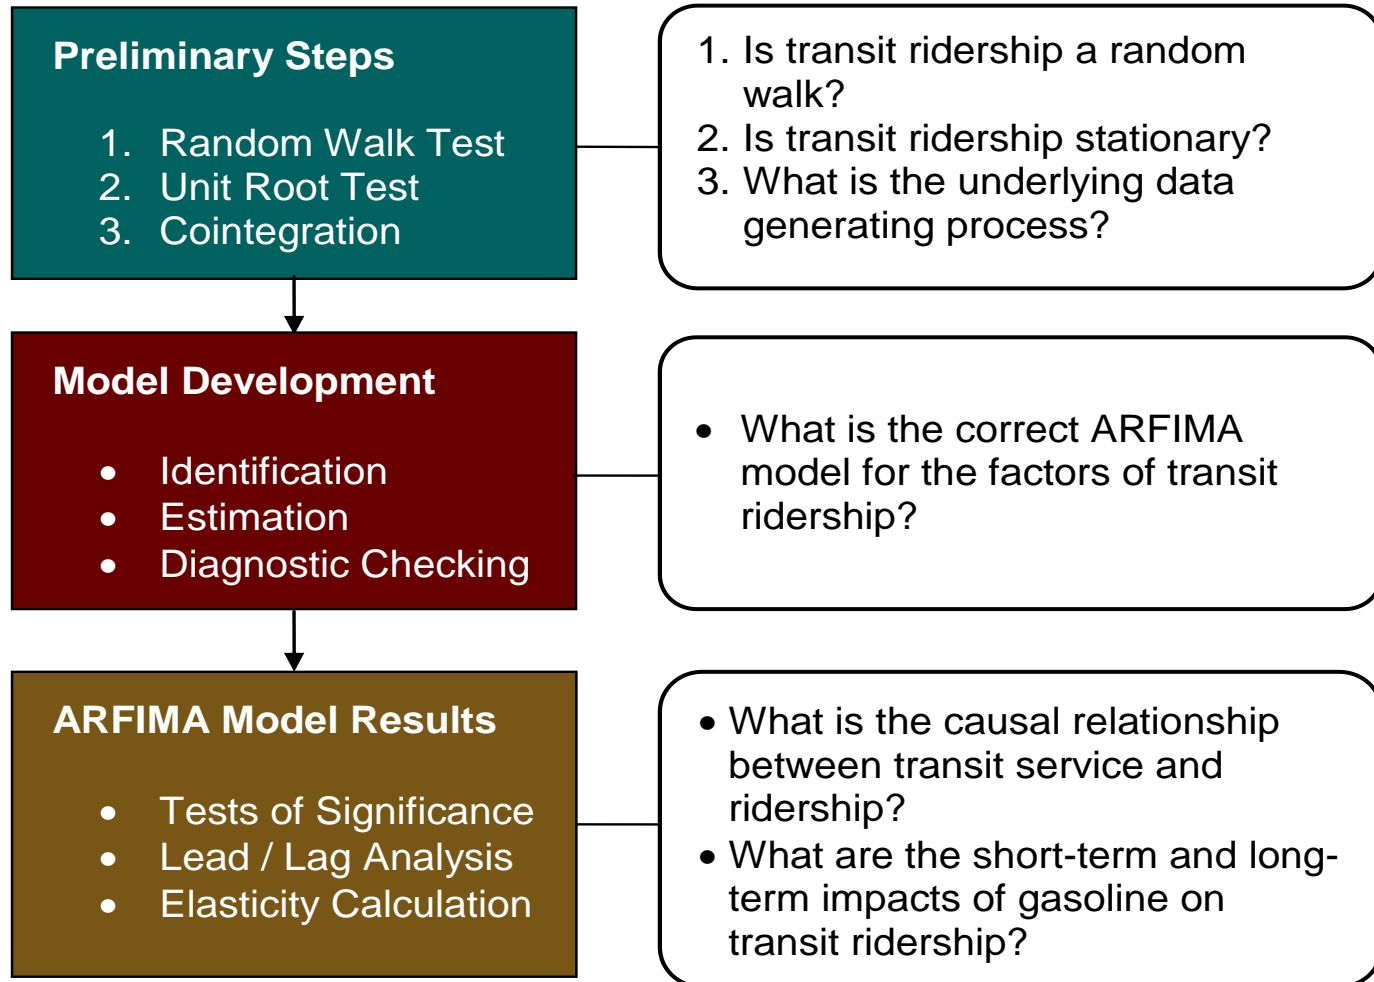 Preliminary Steps
1. Random Walk Test
2. Unit Root Test
3. Cointegration
1. Is transit ridership a random
walk?
2. Is transit ridership stationary?
3. What is the underlying data
generating process?
Model Development
• Identification
• Estimation
• Diagnostic Checking
• What is the correct ARFIMA
model for the factors of transit
ridership?
ARFIMA Model Results
• Tests of Significance
• Lead / Lag Analysis
• Elasticity Calculation
• What is the causal relationship
between transit service and
ridership?
• What are the short-term and long-
term impacts of gasoline on
transit ridership?